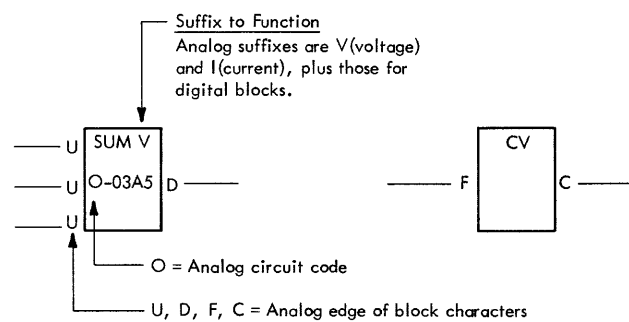 Suffix to Function
Analog suffixes are V(voltage)
and I(current), plus those for
digital blocks.
U
SUM V
CV
U
O-03A5
D
F
C
U
O = Analog circuit code
U, D, F, C = Analog edge of block characters